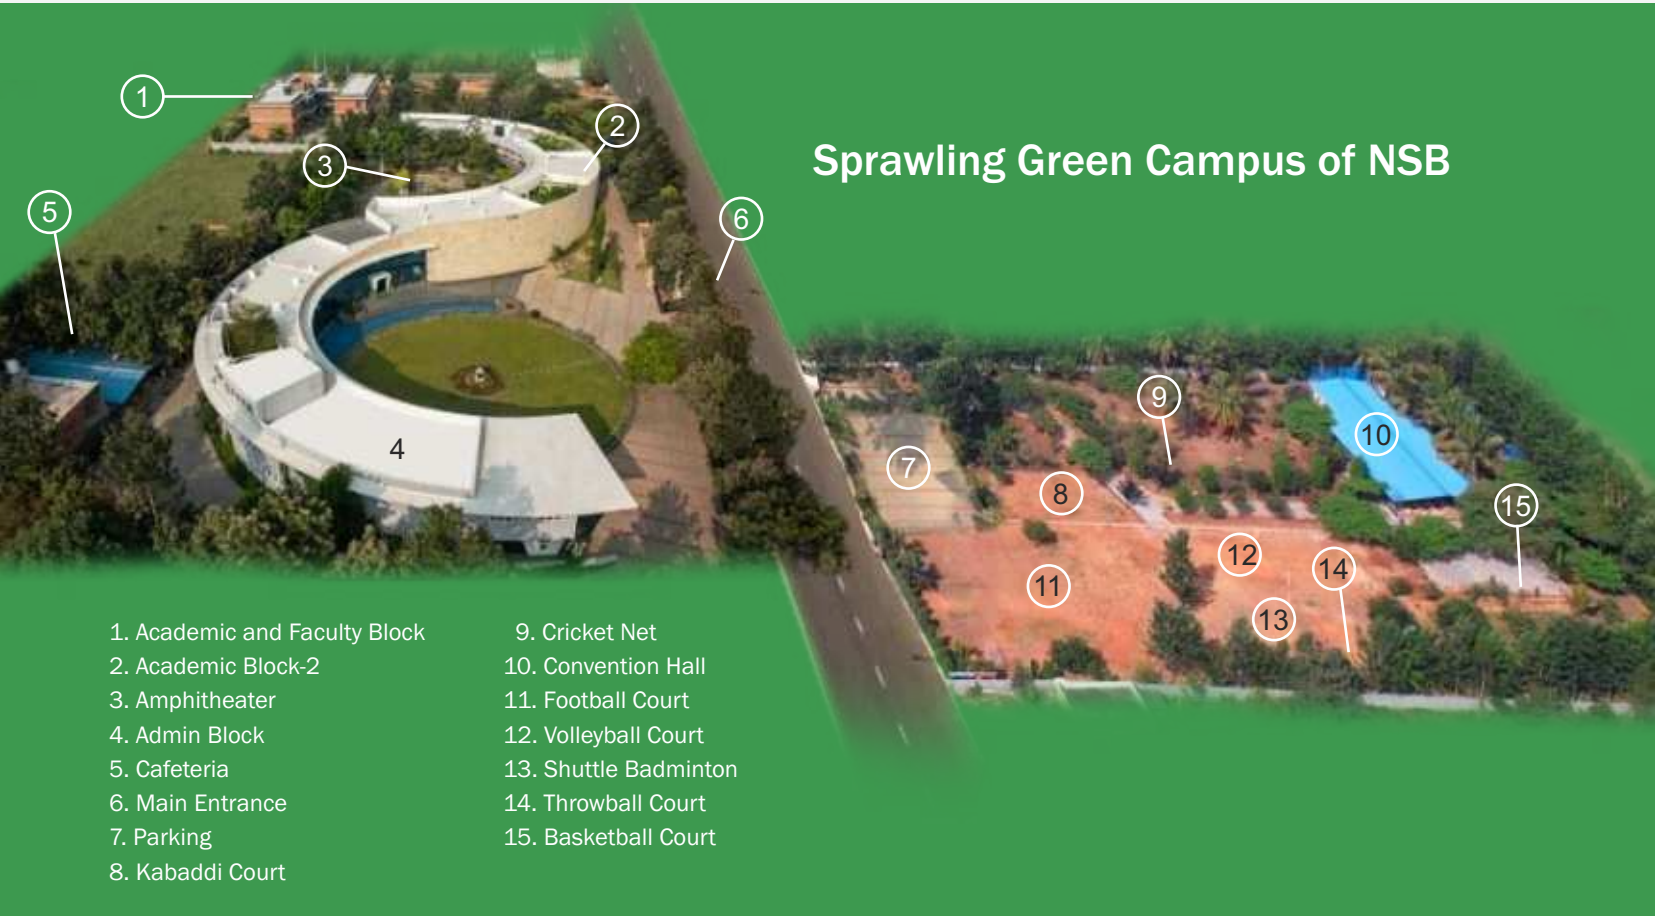 Sprawling Green Campus of NSB
1
2
3
5
6
4
9
10
7
8
15
12
14
11
13
1. Academic and Faculty Block
2. Academic Block-2
3. Amphitheater
4. Admin Block
5. Cafeteria
6. Main Entrance
7. Parking
8. Kabaddi Court
9. Cricket Net
10. Convention Hall
11. Football Court
12. Volleyball Court
13. Shuttle Badminton
14. Throwball Court
15. Basketball Court